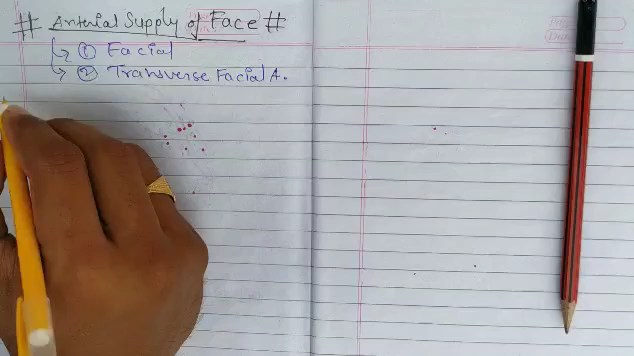 # Arterial Supply of Face #
① Facial
② Transverse Facial A.